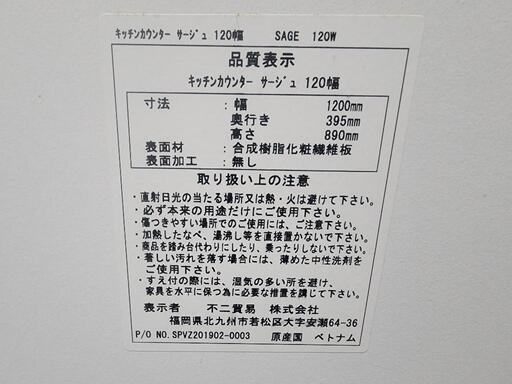 キッチンカウンター サージュ 120幅 SAGE 120W
品質表示
キッチンカウンター サージュ 120幅
寸法 :幅 1200mm
奥行き 395mm
高さ 890mm
表面材 :合成樹脂化粧繊維板
表面加工 :無し
取り扱い上の注意
・直射日光の当たる場所又は熱・火は避けて下さい。
・必ず本来の用途だけにご使用下さい。
・傷つきやすい場所でのご使用には、ご注意下さい。
・加熱したなべ、湯沸し等を直接置かないで下さい。
・商品を踏み台代わりにしたり、乗ったりしないで下さい。
・著しい汚れを落す場合には、薄めた中性洗剤をご使用下さい。
・すえ付の際には、湿気の多い所を避け、
家具を水平に保つ為に必要な措置を講じて下さい。
表示者 不二貿易 株式会社
福岡県北九州市若松区大字安瀬64-36
P/O NO.SPVZ201902-0003 原産国 ベトナム